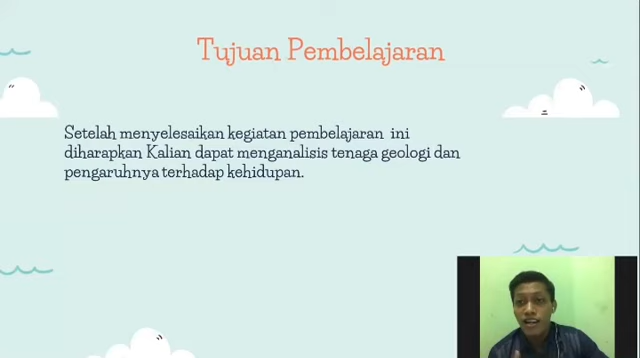 Tujuan Pembelajaran
Setelah menyelesaikan kegiatan pembelajaran ini
diharapkan Kalian dapat menganalisis tenaga geologi dan
pengaruhnya terhadap kehidupan.